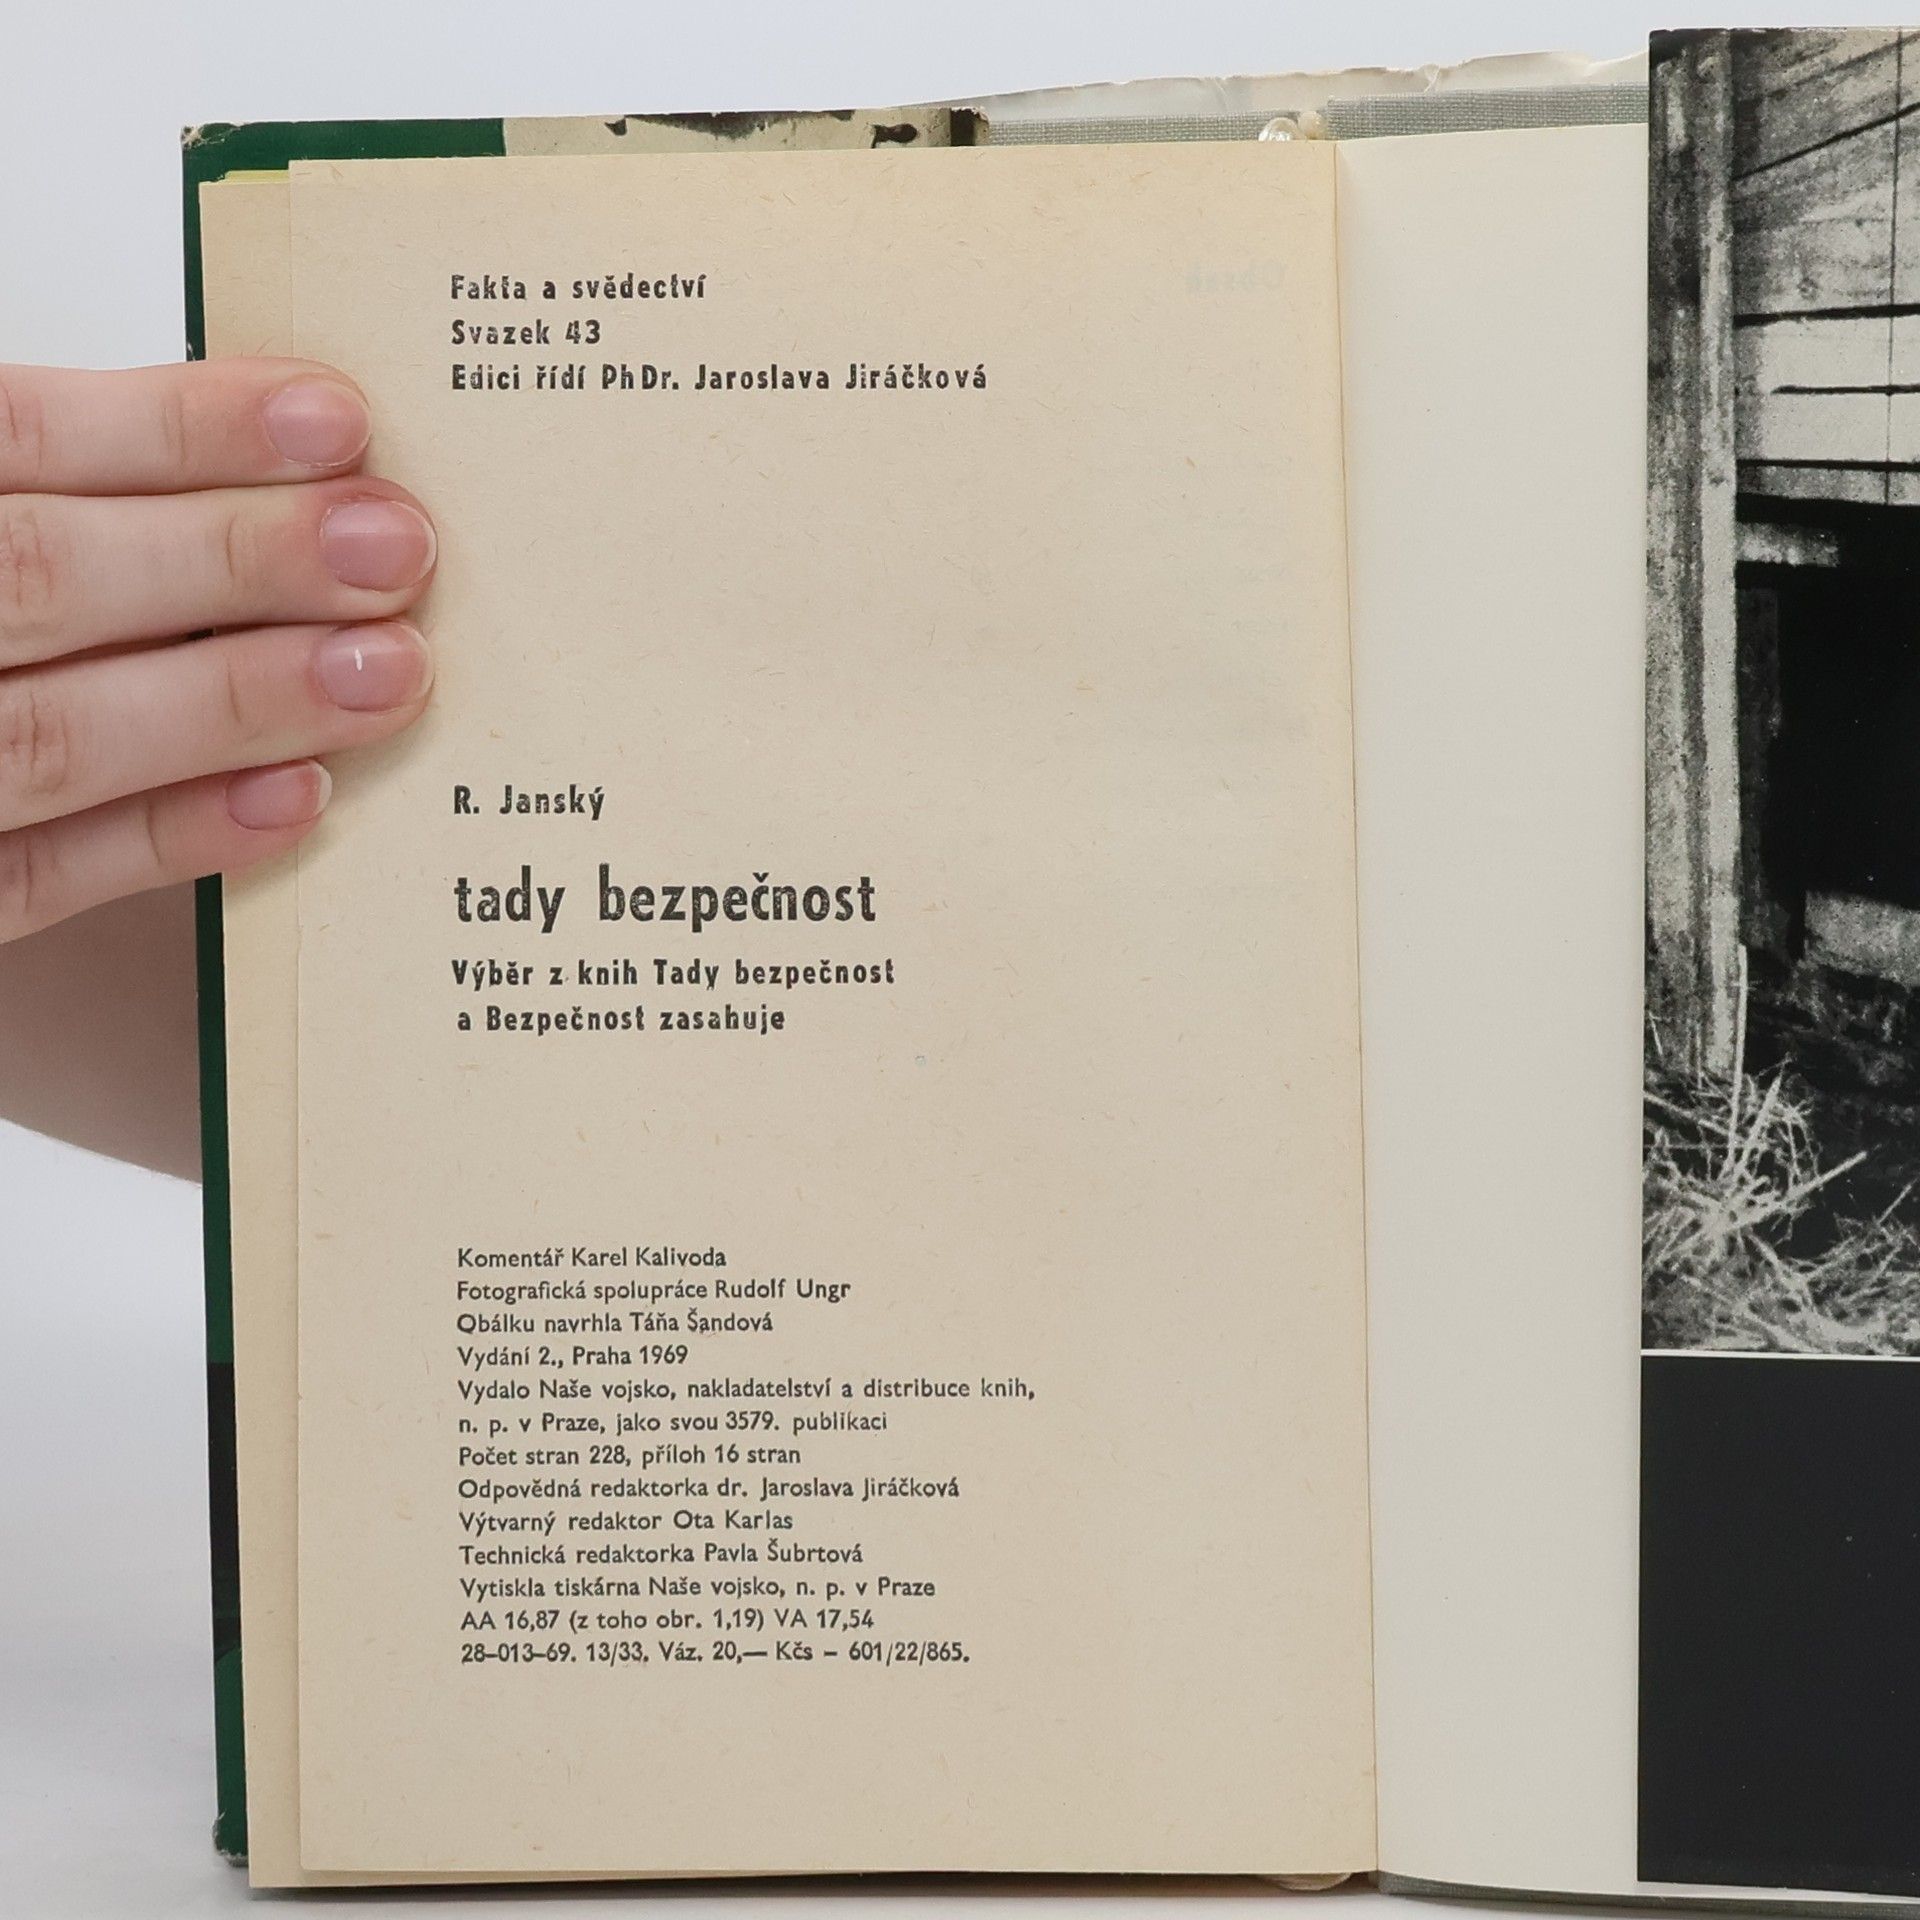 Fakta a svědectví
Svazek 43
Edici řídí PhDr. Jaroslava Jiráčková
R. Janský
tady bezpečnost
Výběr z knih Tady bezpečnost
a Bezpečnost zasahuje
Komentář Karel Kalivoda
Fotografická spolupráce Rudolf Ungr
Obálku navrhla Táňa Šandová
Vydání 2., Praha 1969
Vydalo Naše vojsko, nakladatelství a distribuce knih,
n. p. v Praze, jako svou 3579. publikaci
Počet stran 228, příloh 16 stran
Odpovědná redaktorka dr. Jaroslava Jiráčková
Výtvarný redaktor Ota Karlas
Technická redaktorka Pavla Šubrtová
Vytiskla tiskárna Naše vojsko, n. p. v Praze
AA 16,87 (z toho obr. 1,19) VA 17,54
28–013–69. 13/33. Váz. 20,— Kčs – 601/22/865.